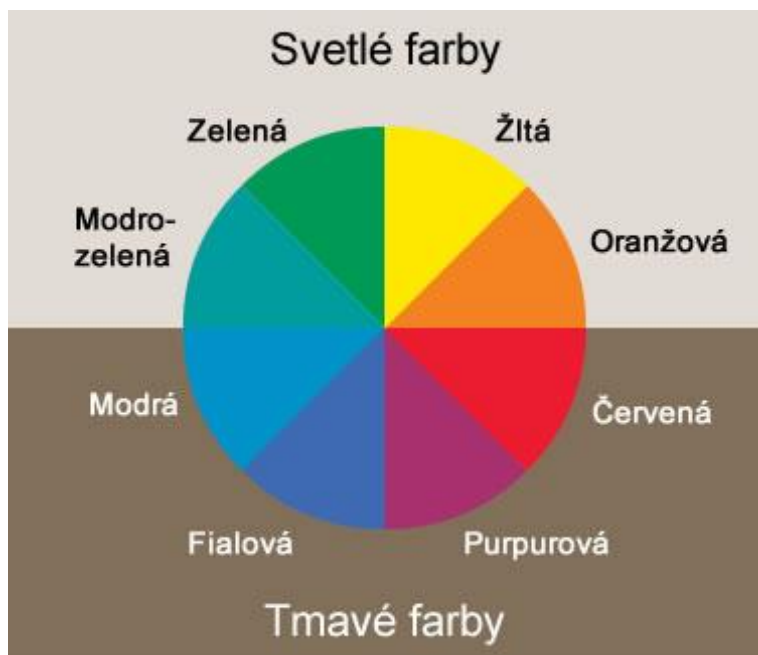 Svetlé farby
Zelená
Žltá
Modro-
zelená
Oranžová
Modrá
Červená
Fialová
Purpurová
Tmavé farby